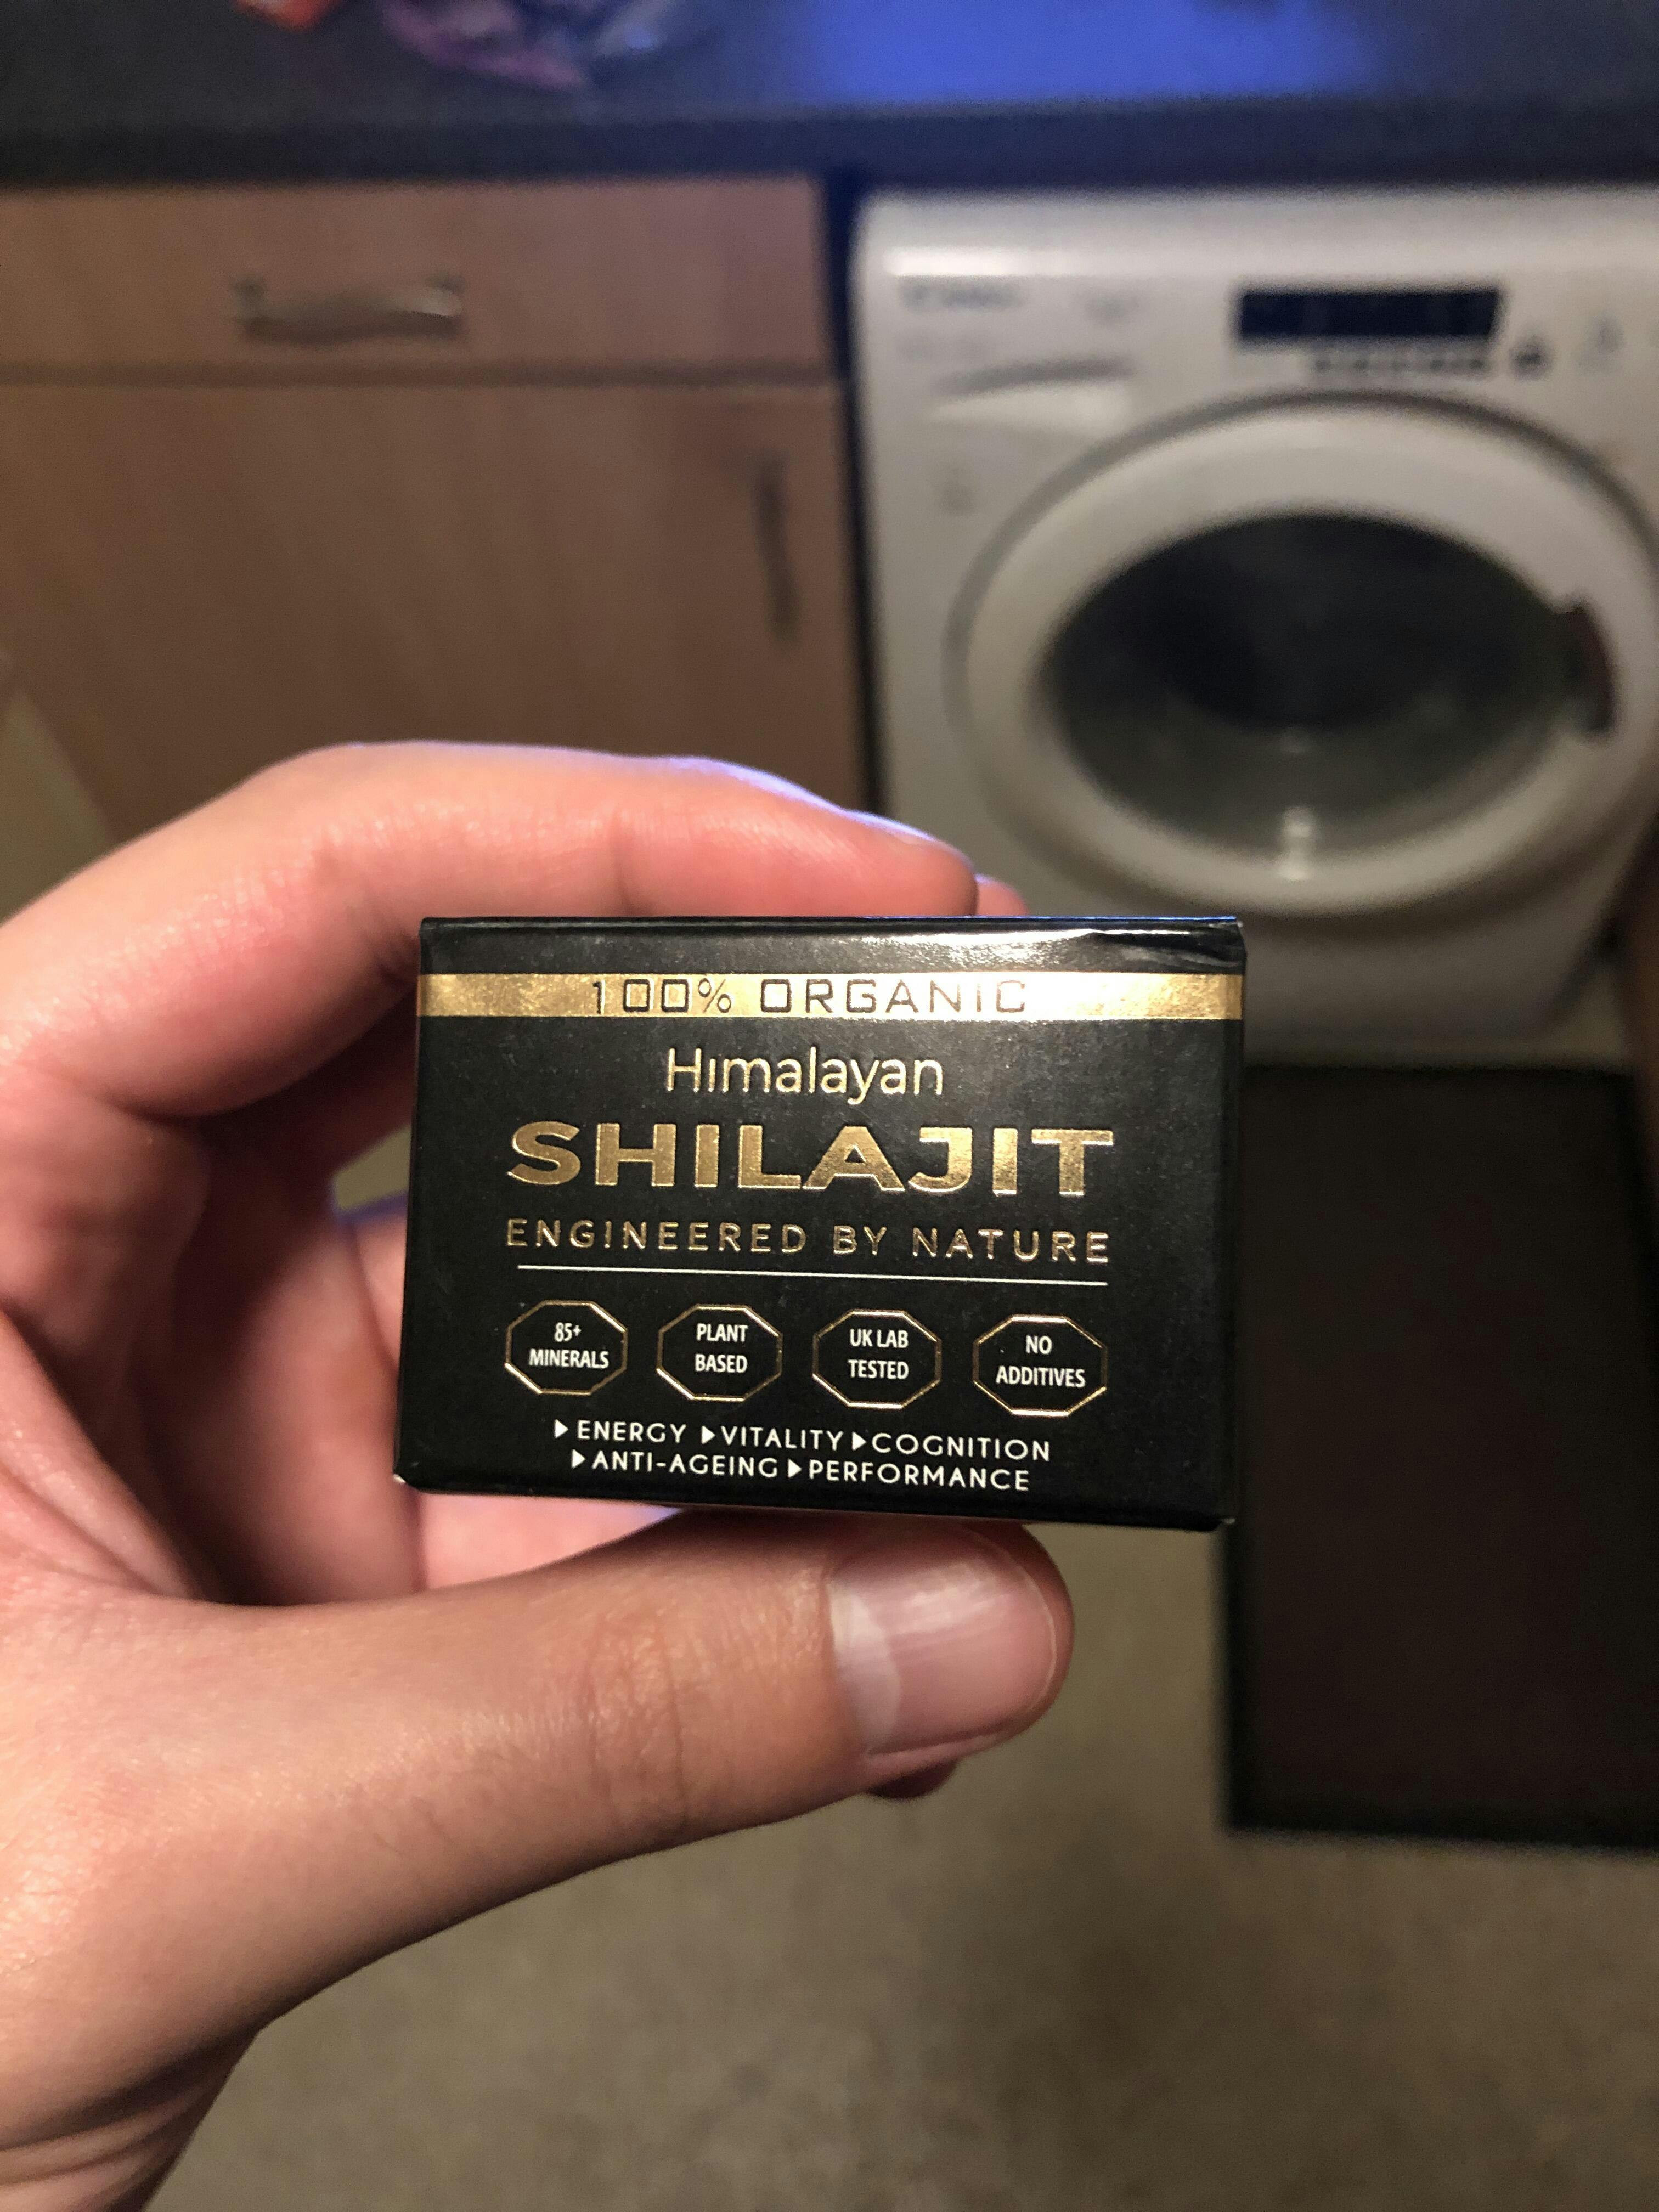 100% ORGANIC
Himalayan
SHILAJIT
ENGINEERED BY NATURE
85+
MINERALS
PLANT
BASED
UK LAB
TESTED
NO
ADDITIVES
▶ENERGY ▶VITALITY ▶COGNITION
▶ANTI-AGEING ▶PERFORMANCE